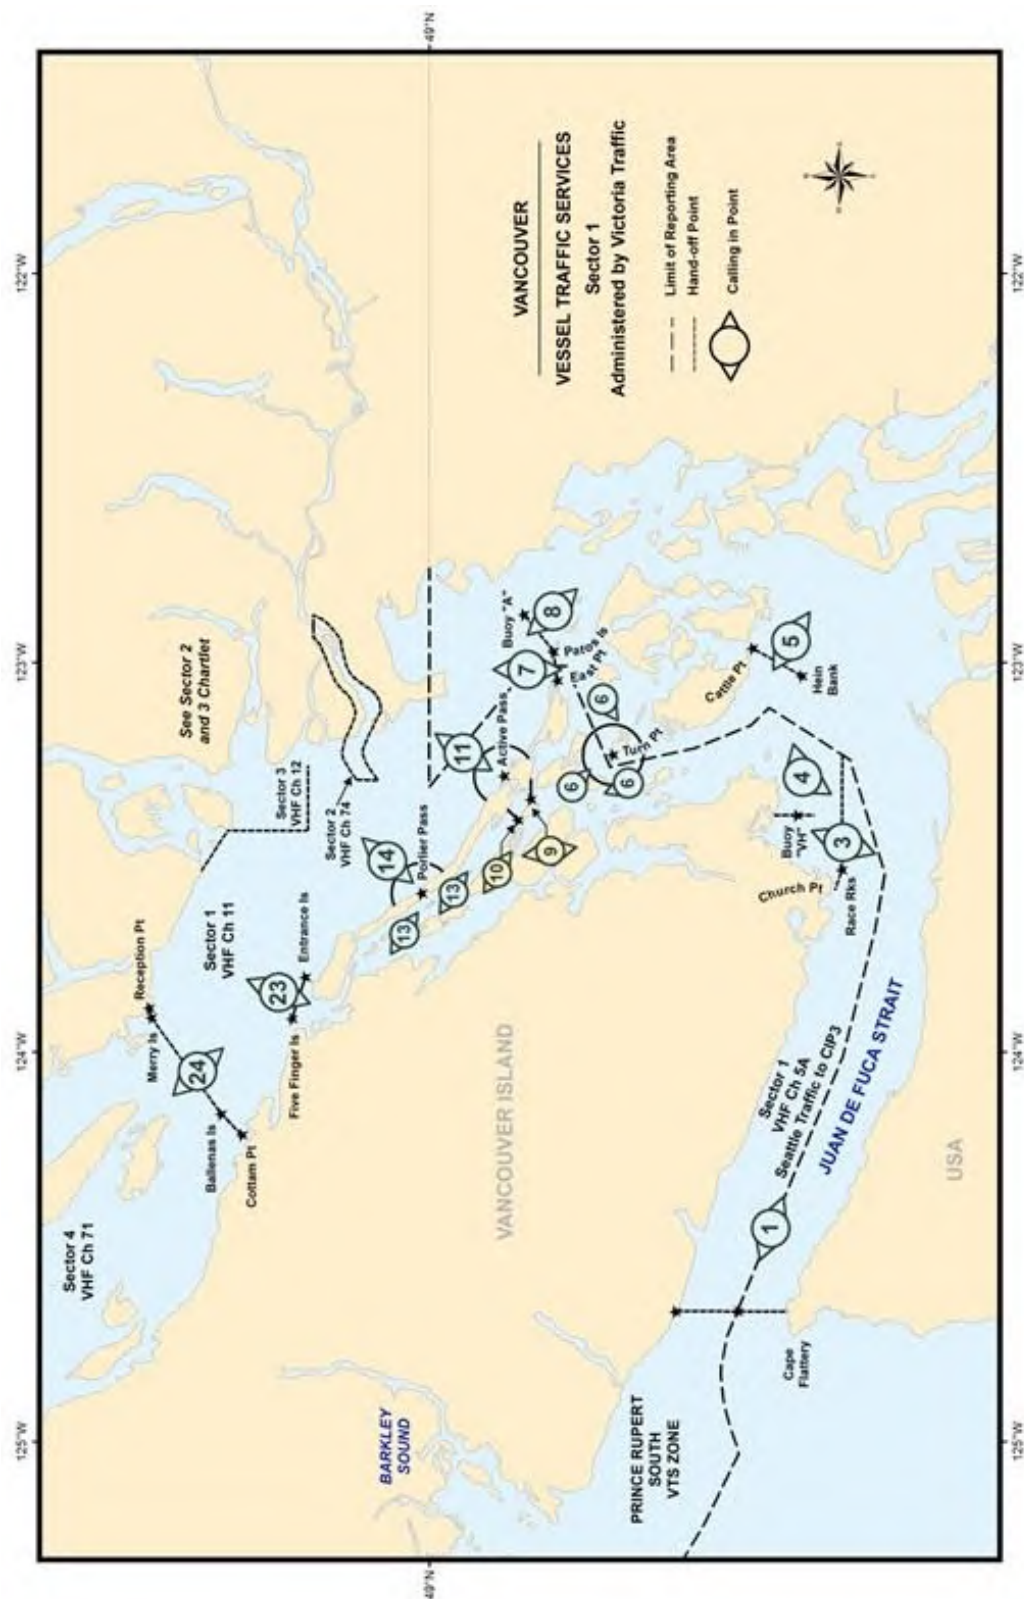 125°W
124°W
123°W
122°W
49°N
49°N
Sector 4
VHF Ch 71
Merry Is
Reception Pt
24
Ballenas Is
Cottam Pt
Sector 1
VHF Ch 11
23
Five Finger Is
Entrance Is
See Sector 2
and 3 Chartlet
Sector 3
VHF Ch 12
Sector 2
VHF Ch 74
14
Porlier Pass
13
13
11
Active Pass
10
9
7
Buoy "A"
8
Patos Is
East Pt
6
6
6
Turn Pt
Cattle Pt
5
Hein
Bank
4
Buoy
"VH"
3
Church Pt
Race Rks
BARKLEY
SOUND
VANCOUVER ISLAND
PRINCE RUPERT
SOUTH
VTS ZONE
Cape
Flattery
1
Sector 1
VHF Ch 5A
Seattle Traffic to CIP3
JUAN DE FUCA STRAIT
USA
VANCOUVER
VESSEL TRAFFIC SERVICES
Sector 1
Administered by Victoria Traffic
Limit of Reporting Area
Hand-off Point
Calling in Point
125°W
124°W
123°W
122°W